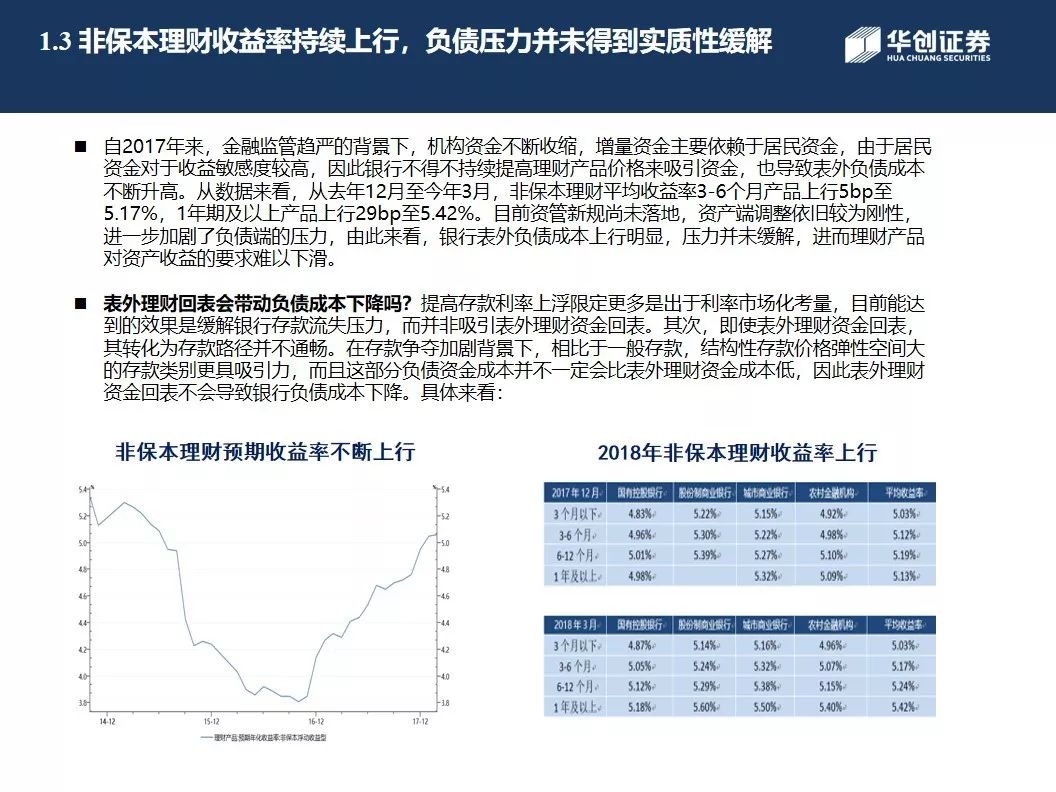 1.3 非保本理财收益率持续上行，负债压力并未得到实质性缓解
华创证券
HUA CHUANG SECURITIES
■ 自2017年来，金融监管趋严的背景下，机构资金不断收缩，增量资金主要依赖于居民资金，由于居民
资金对于收益敏感度较高，因此银行不得不持续提高理财产品价格来吸引资金，也导致表外负债成本
不断升高。从数据来看，从去年12月至今年3月，非保本理财平均收益率3-6个月产品上行5bp至
5.17%，1年期及以上产品上行29bp至5.42%。目前资管新规尚未落地，资产端调整依旧较为刚性，
进一步加剧了负债端的压力，由此来看，银行表外负债成本上行明显，压力并未缓解，进而理财产品
对资产收益的要求难以下滑。
■ 表外理财回表会带动负债成本下降吗？提高存款利率上浮限定更多是出于利率市场化考量，目前能达
到的效果是缓解银行存款流失压力，而并非吸引表外理财资金回表。其次，即使表外理财资金回表，
其转化为存款路径并不通畅。在存款争夺加剧背景下，相比于一般存款，结构性存款价格弹性空间大
的存款类别更具吸引力，而且这部分负债资金成本并不一定会比表外理财资金成本低，因此表外理财
资金回表不会导致银行负债成本下降。具体来看：
非保本理财预期收益率不断上行
% %
5.4 5.4
5.2 5.2
5.0 5.0
4.8 4.8
4.6 4.6
4.4 4.4
4.2 4.2
4.0 4.0
3.8 3.8
14-12 15-12 16-12 17-12
理财产品:预期年化收益率:非保本浮动收益型
2018年非保本理财收益率上行
2017年12月 国有控股银行 股份制商业银行 城市商业银行 农村金融机构 平均收益率
3个月以下 4.83% 5.22% 5.15% 4.92% 5.03%
3-6个月 4.96% 5.30% 5.22% 4.98% 5.12%
6-12个月 5.01% 5.39% 5.27% 5.10% 5.19%
1年及以上 4.98% 5.32% 5.09% 5.13%
2018年3月 国有控股银行 股份制商业银行 城市商业银行 农村金融机构 平均收益率
3个月以下 4.87% 5.14% 5.16% 4.96% 5.03%
3-6个月 5.05% 5.24% 5.32% 5.07% 5.17%
6-12个月 5.12% 5.29% 5.38% 5.15% 5.24%
1年及以上 5.18% 5.60% 5.50% 5.40% 5.42%